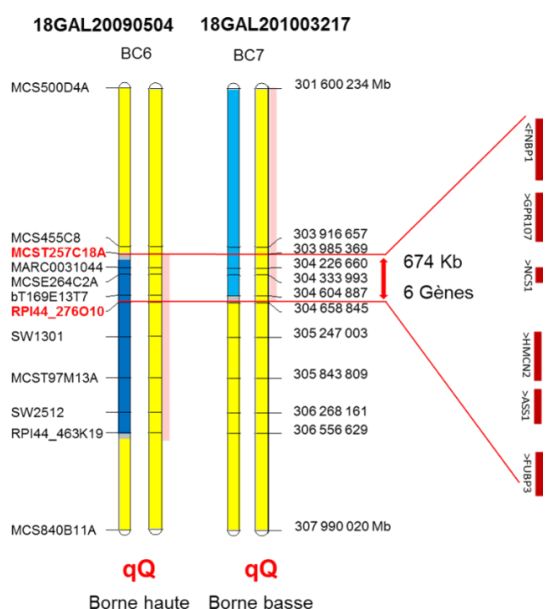 18GAL20090504 18GAL201003217
BC6 BC7
MCS500D4A 301 600 234 Mb
MCS455C8 303 916 657
MCST257C18A 303 985 369
MARC0031044 304 226 660
MCSE264C2A 304 333 993
bT169E13T7 304 604 887
RPI44_276O10 304 658 845
SW1301 305 247 003
MCST97M13A 305 843 809
SW2512 306 268 161
RPI44_463K19 306 556 629
MCS840B11A 307 990 020 Mb
674 Kb
6 Gènes
<FNBP1
>GPR107
>NCS1
>HMCN2
>ASS1
>FUBP3
qQ qQ
Borne haute Borne basse